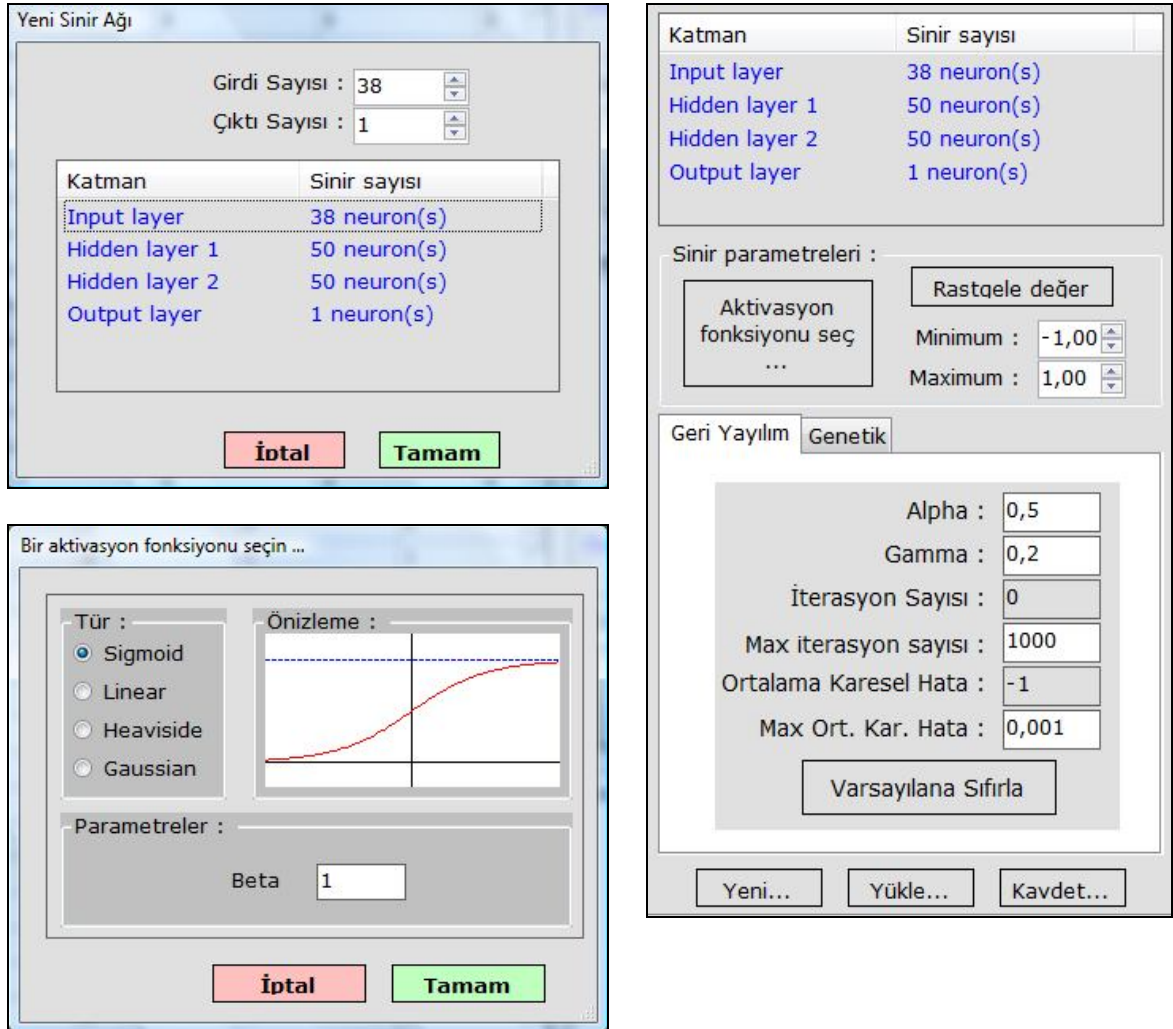 Yeni Sinir Ağı
Girdi Sayısı : 38
Çıktı Sayısı : 1
Katman Sinir sayısı
Input layer 38 neuron(s)
Hidden layer 1 50 neuron(s)
Hidden layer 2 50 neuron(s)
Output layer 1 neuron(s)
İptal Tamam
Bir aktivasyon fonksiyonu seçin ...
Tür :
Sigmoid
Linear
Heaviside
Gaussian
Önizleme :
Parametreler :
Beta 1
İptal Tamam
Katman Sinir sayısı
Input layer 38 neuron(s)
Hidden layer 1 50 neuron(s)
Hidden layer 2 50 neuron(s)
Output layer 1 neuron(s)
Sinir parametreleri :
Aktivasyon
fonksiyonu seç
...
Rastgele değer
Minimum : -1,00
Maximum : 1,00
Geri Yayılım Genetik
Alpha : 0,5
Gamma : 0,2
İterasyon Sayısı : 0
Max iterasyon sayısı : 1000
Ortalama Karesel Hata : -1
Max Ort. Kar. Hata : 0,001
Varsayılana Sıfırla
Yeni... Yükle... Kaydet...